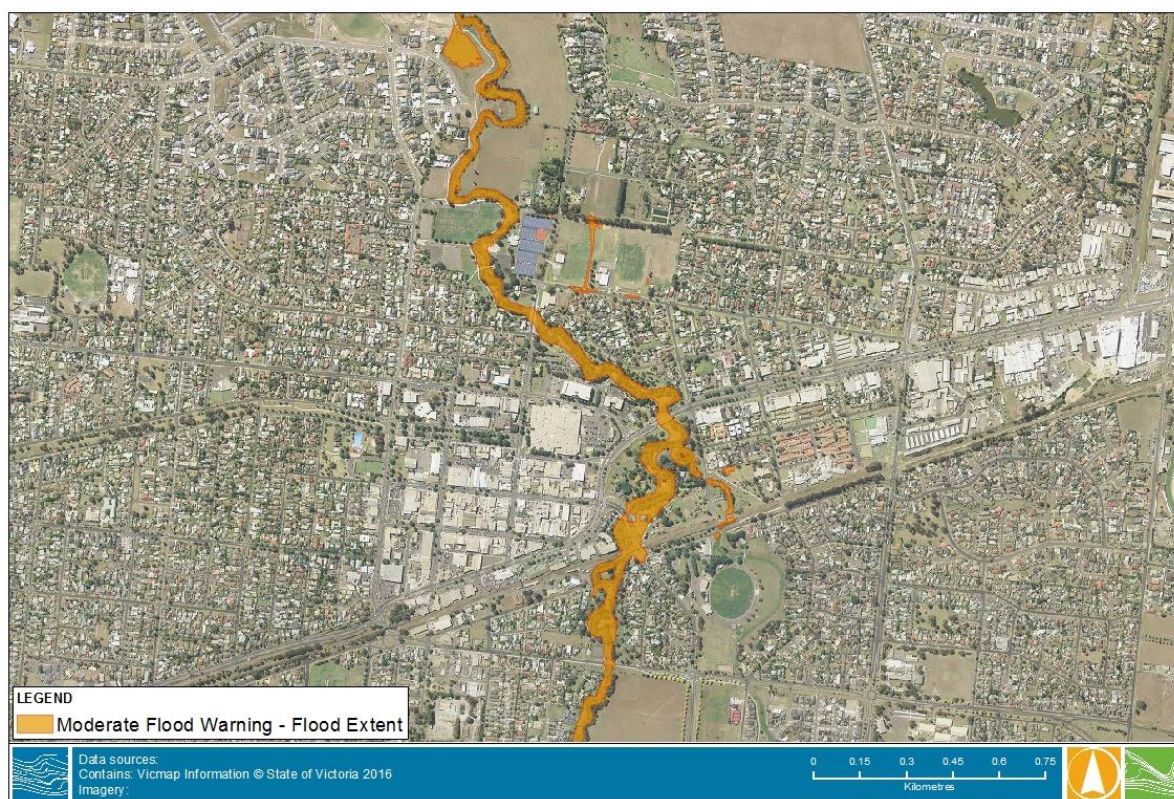 LEGEND
Moderate Flood Warning - Flood Extent
Data sources:
Contains: Vicmap Information © State of Victoria 2016
Imagery:
0 0.15 0.3 0.45 0.6 0.75
Kilometres